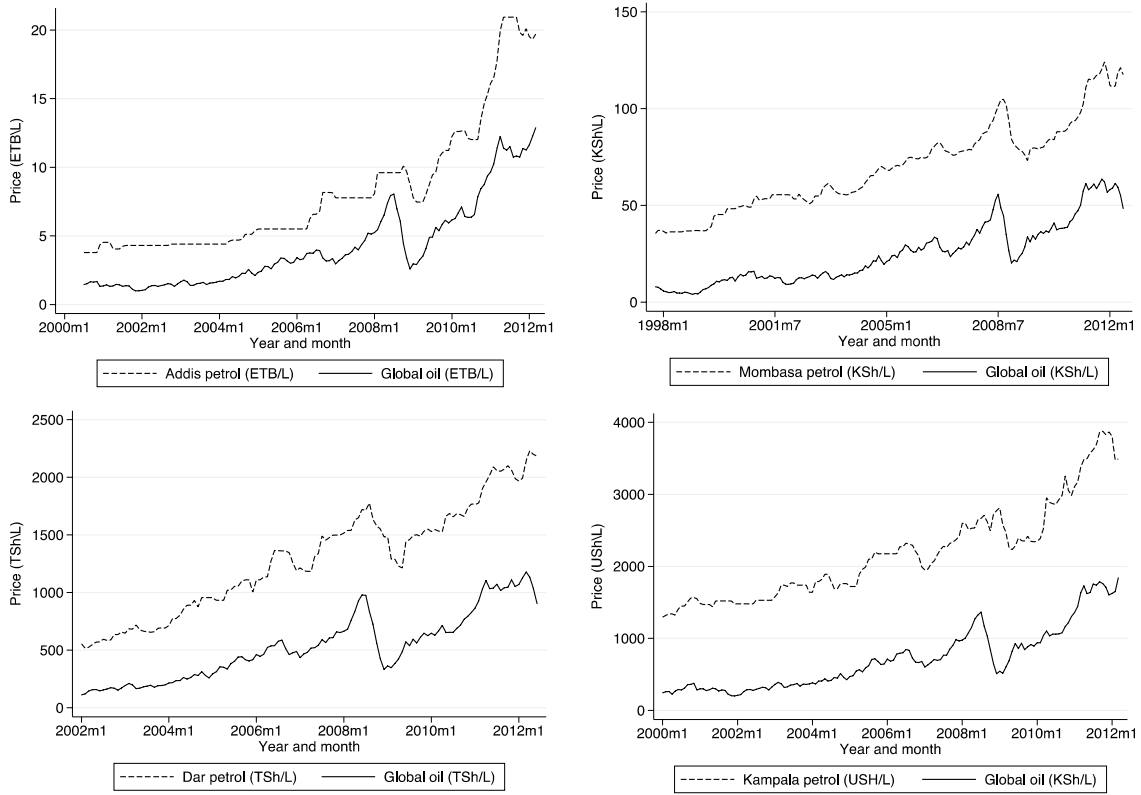 Price (ETB\L)
20
15
10
5
0
2000m1 2002m1 2004m1 2006m1 2008m1 2010m1 2012m1
Year and month
Addis petrol (ETB/L) Global oil (ETB/L)
Price (KSh\L)
150
100
50
0
1998m1 2001m7 2005m1 2008m7 2012m1
Year and month
Mombasa petrol (KSh/L) Global oil (KSh/L)
Price (TSh\L)
2500
2000
1500
1000
500
0
2002m1 2004m1 2006m1 2008m1 2010m1 2012m1
Year and month
Dar petrol (TSh/L) Global oil (TSh/L)
Price (USh\L)
4000
3000
2000
1000
0
2000m1 2002m1 2004m1 2006m1 2008m1 2010m1 2012m1
Year and month
Kampala petrol (USH/L) Global oil (KSh/L)